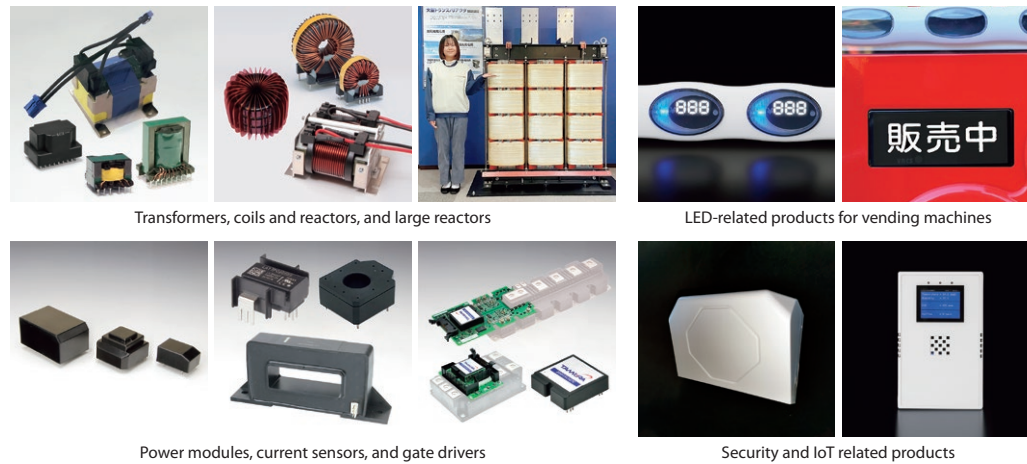 888
888
販売中
Transformers, coils and reactors, and large reactors
LED-related products for vending machines
TAMURA
Power modules, current sensors, and gate drivers
Security and IoT related products